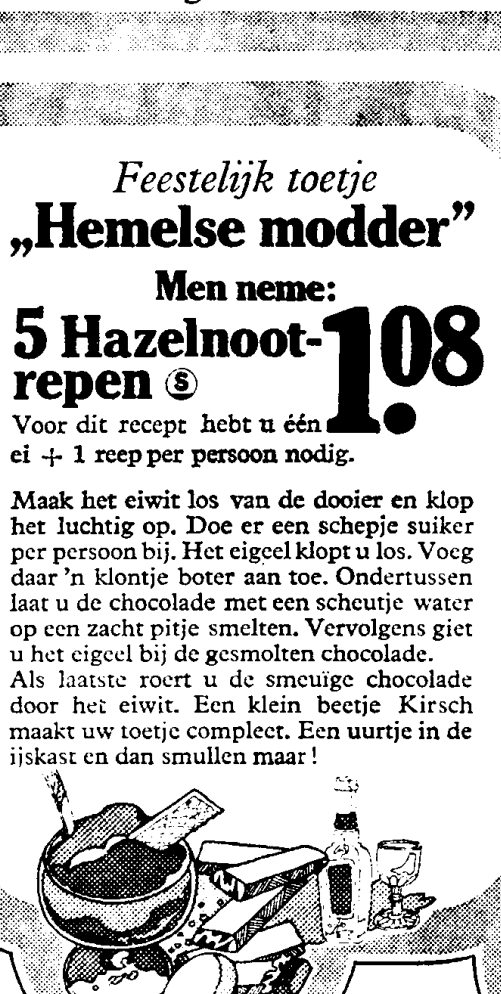 Feestelijk toetje
„Hemelse modder”
Men neme:
5 Hazelnoot-
repen Ⓢ
1.08
Voor dit recept hebt u één
ei + 1 reep per persoon nodig.
Maak het eiwit los van de dooier en klop
het luchtig op. Doe er een schepje suiker
per persoon bij. Het eigeel klopt u los. Voeg
daar ’n klontje boter aan toe. Ondertussen
laat u de chocolade met een scheutje water
op een zacht pitje smelten. Vervolgens giet
u het eigeel bij de gesmolten chocolade.
Als laatste roert u de smeuïge chocolade
door het eiwit. Een klein beetje Kirsch
maakt uw toetje compleet. Een uurtje in de
ijskast en dan smullen maar!